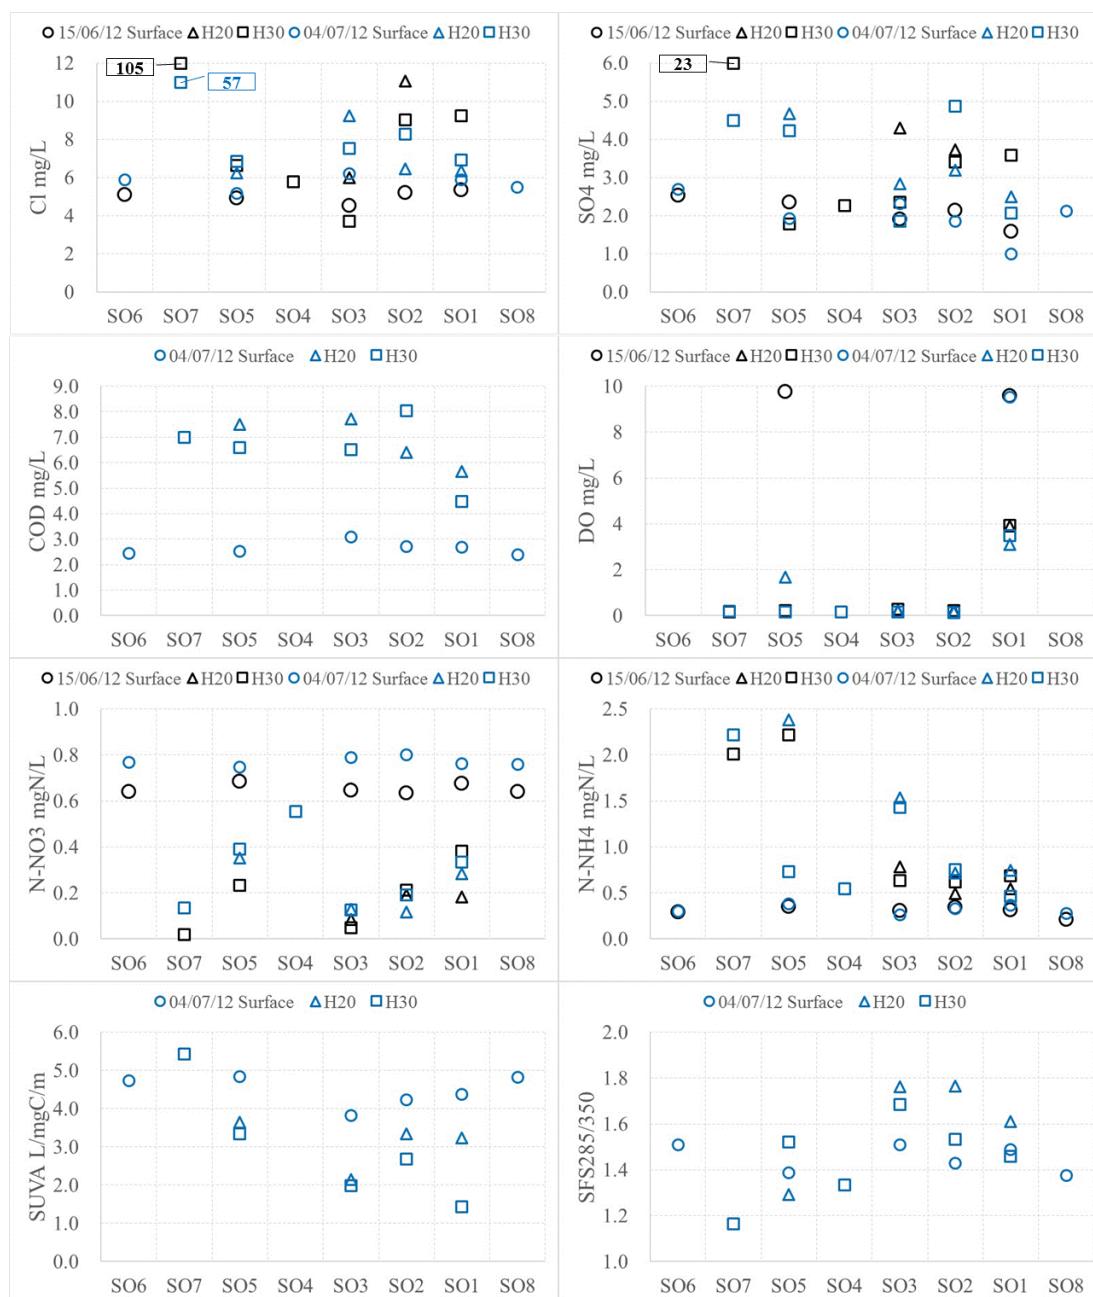 15/06/12 Surface H20 H30 04/07/12 Surface H20 H30
Cl mg/L
12
10
8
6
4
2
0
105
57
SO6 SO7 SO5 SO4 SO3 SO2 SO1 SO8
15/06/12 Surface H20 H30 04/07/12 Surface H20 H30
SO4 mg/L
6.0
5.0
4.0
3.0
2.0
1.0
0.0
23
SO6 SO7 SO5 SO4 SO3 SO2 SO1 SO8
04/07/12 Surface H20 H30
COD mg/L
9.0
8.0
7.0
6.0
5.0
4.0
3.0
2.0
1.0
0.0
SO6 SO7 SO5 SO4 SO3 SO2 SO1 SO8
15/06/12 Surface H20 H30 04/07/12 Surface H20 H30
DO mg/L
10
8
6
4
2
0
SO6 SO7 SO5 SO4 SO3 SO2 SO1 SO8
15/06/12 Surface H20 H30 04/07/12 Surface H20 H30
N-NO3 mgN/L
1.0
0.8
0.6
0.4
0.2
0.0
SO6 SO7 SO5 SO4 SO3 SO2 SO1 SO8
15/06/12 Surface H20 H30 04/07/12 Surface H20 H30
N-NH4 mgN/L
2.5
2.0
1.5
1.0
0.5
0.0
SO6 SO7 SO5 SO4 SO3 SO2 SO1 SO8
04/07/12 Surface H20 H30
SUVA L/mgC/m
6.0
5.0
4.0
3.0
2.0
1.0
0.0
SO6 SO7 SO5 SO4 SO3 SO2 SO1 SO8
04/07/12 Surface H20 H30
SFS285/350
2.0
1.8
1.6
1.4
1.2
1.0
SO6 SO7 SO5 SO4 SO3 SO2 SO1 SO8